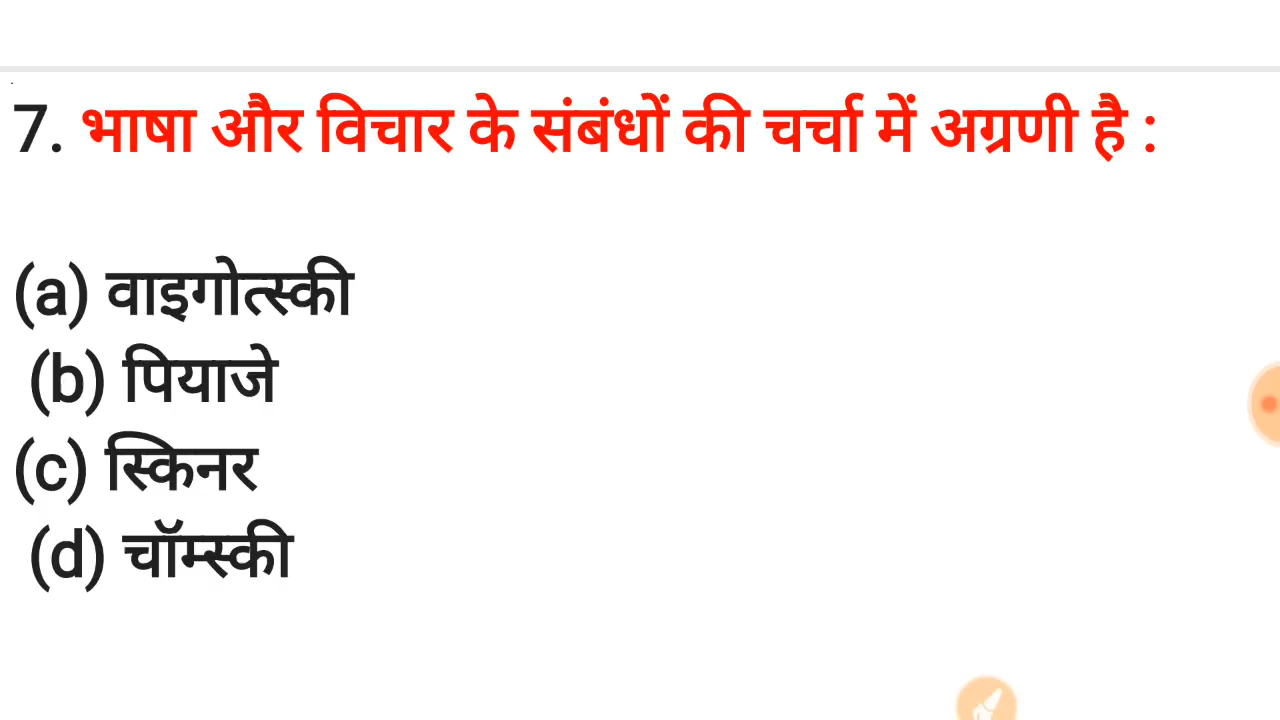 7. भाषा और विचार के संबंधों की चर्चा में अग्रणी है :
(a) वाइगोत्स्की
(b) पियाजे
(c) स्किनर
(d) चॉम्स्की